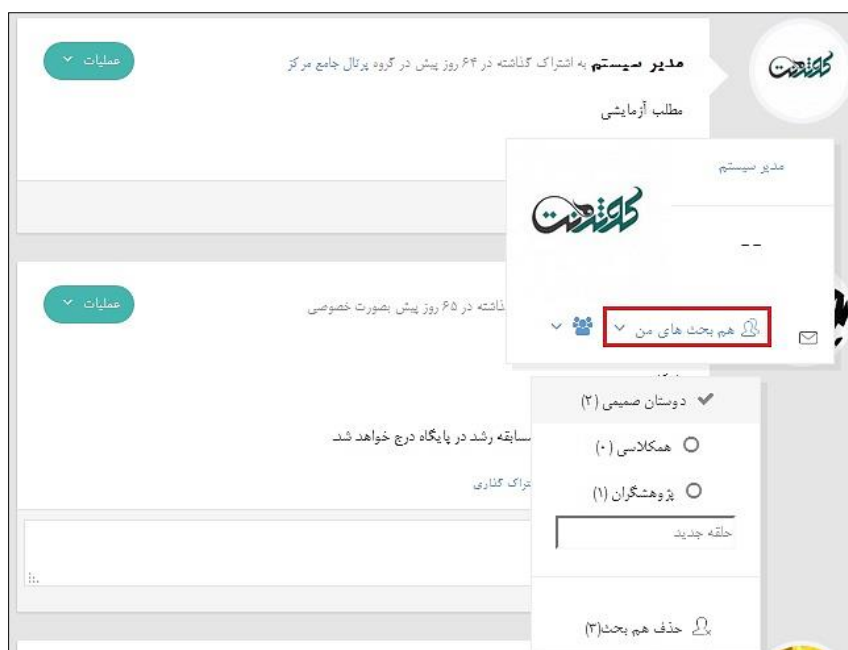 مدیر سیستم به اشتراک گذاشته در ۶۴ روز پیش در گروه پرتال جامع مرکز
عملیات
مطلب آزمایشی
مدیر سیستم
--
هم بحث های من
عملیات
گذاشته در ۶۵ روز پیش بصورت خصوصی
دوستان صمیمی (۲)
همکلاسی (۰)
پژوهشگران (۱)
حلقه جدید
حذف هم بحث(۳)
مسابقه رشد در پایگاه درج خواهد شد.
اشتراک گذاری